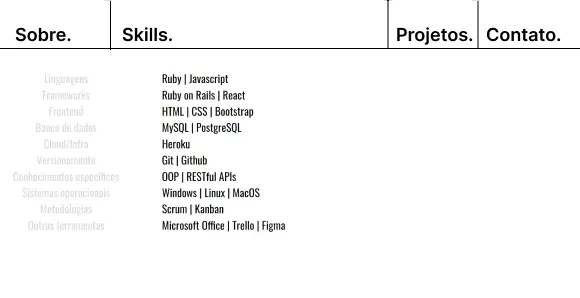 Sobre. Skills. Projetos. Contato.
Linguagens Ruby | Javascript
Frameworks Ruby on Rails | React
Frontend HTML | CSS | Bootstrap
Banco de dados MySQL | PostgreSQL
Cloud/Infra Heroku
Versionamento Git | Github
Conhecimentos específicos OOP | RESTful APIs
Sistemas operacionais Windows | Linux | MacOS
Metodologias Scrum | Kanban
Outras ferramentas Microsoft Office | Trello | Figma